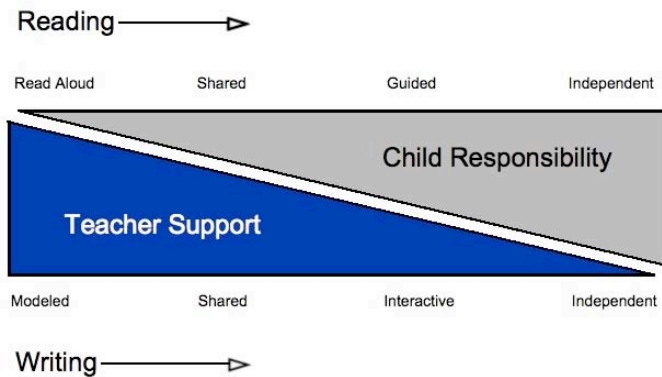 Reading
Read Aloud Shared Guided Independent
Child Responsibility
Teacher Support
Modeled Shared Interactive Independent
Writing